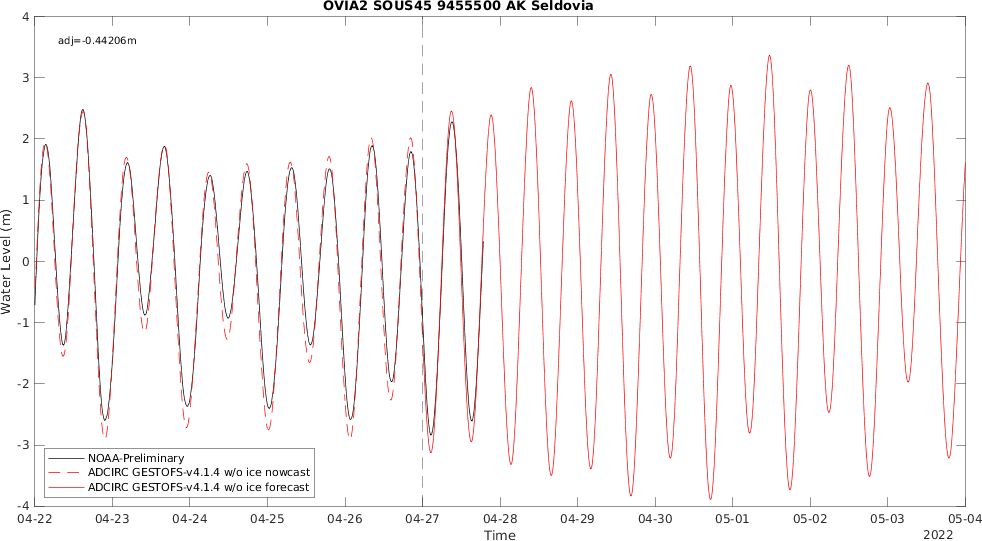 OVIA2 SOUS45 9455500 AK Seldovia
adj=-0.44206m
4
3
2
1
0
-1
-2
-3
-4
Water Level (m)
NOAA-Preliminary
ADCIRC GESTOFS-v4.1.4 w/o ice nowcast
ADCIRC GESTOFS-v4.1.4 w/o ice forecast
04-22 04-23 04-24 04-25 04-26 04-27 04-28 04-29 04-30 05-01 05-02 05-03 05-04
Time
2022